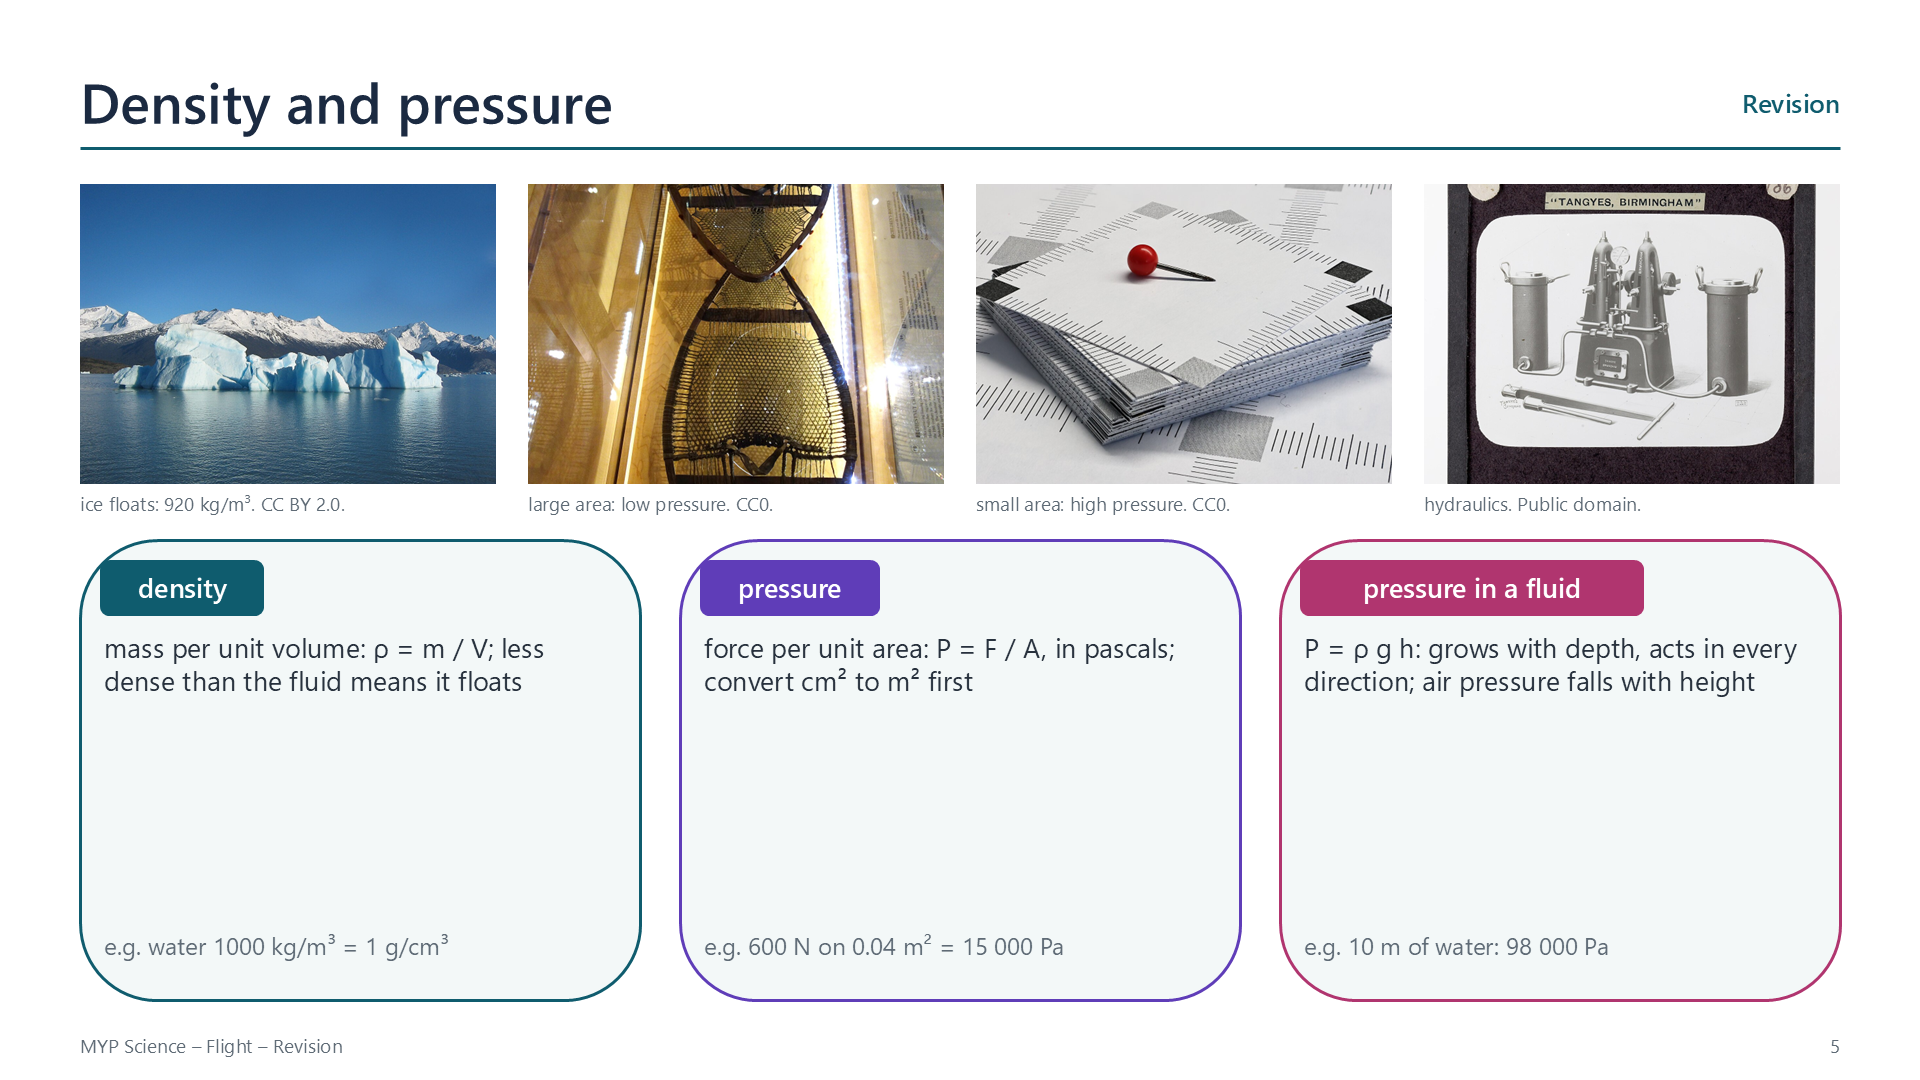 Density and pressure
Revision
"TANGYES, BIRMINGHAM"
ice floats: 920 kg/m³. CC BY 2.0.
large area: low pressure. CC0.
small area: high pressure. CC0.
hydraulics. Public domain.
density
mass per unit volume: ρ = m / V; less
dense than the fluid means it floats
e.g. water 1000 kg/m³ = 1 g/cm³
pressure
force per unit area: P = F / A, in pascals;
convert cm² to m² first
e.g. 600 N on 0.04 m² = 15 000 Pa
pressure in a fluid
P = ρ g h: grows with depth, acts in every
direction; air pressure falls with height
e.g. 10 m of water: 98 000 Pa
MYP Science – Flight – Revision
5